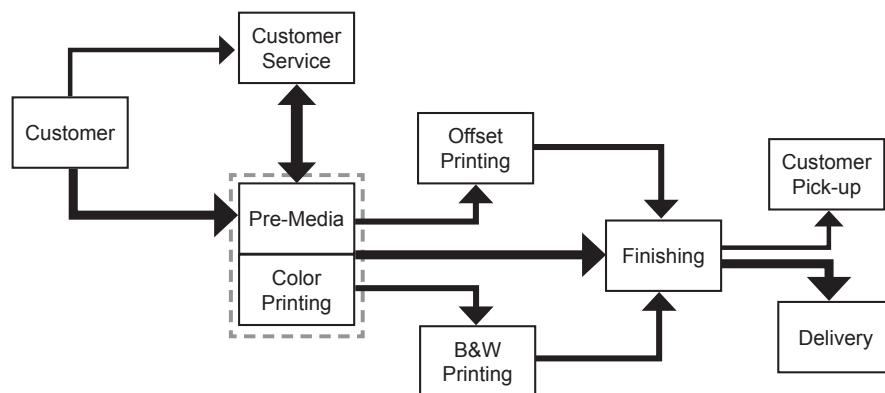 Customer
Service
Customer
Offset
Printing
Customer
Pick-up
Pre-Media
Finishing
Color
Printing
B&W
Printing
Delivery